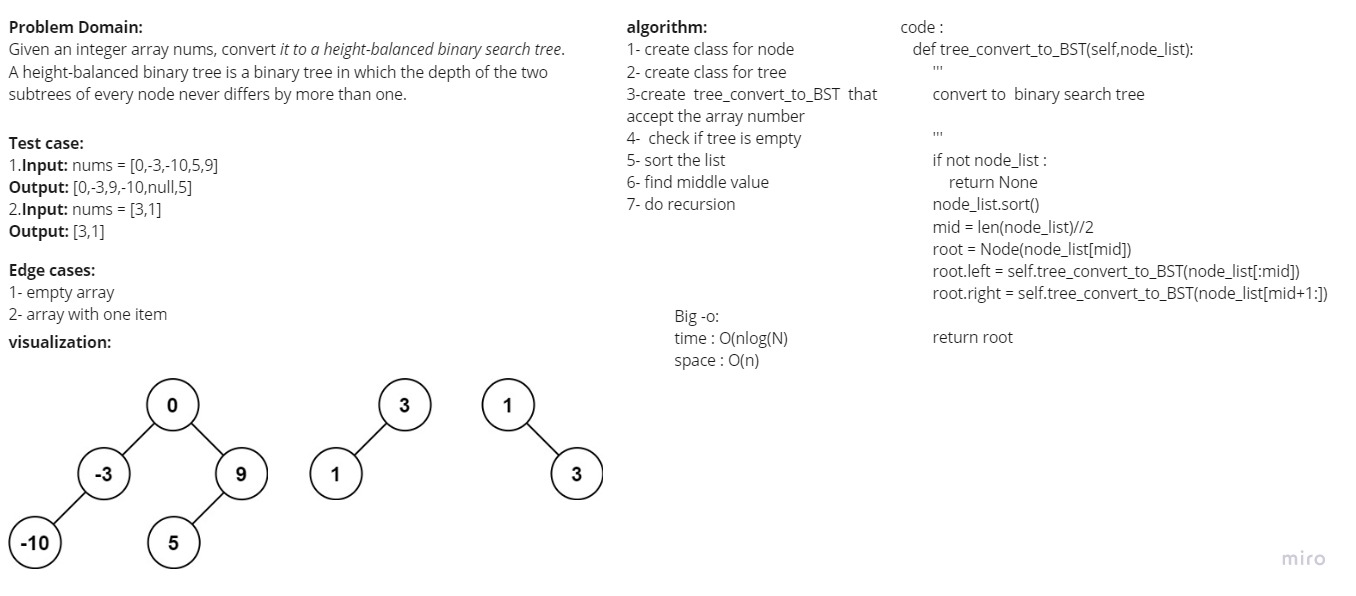 Problem Domain:
Given an integer array nums, convert it to a height-balanced binary search tree.
A height-balanced binary tree is a binary tree in which the depth of the two
subtrees of every node never differs by more than one.
Test case:
1.Input: nums = [0,-3,-10,5,9]
Output: [0,-3,9,-10,null,5]
2.Input: nums = [3,1]
Output: [3,1]
Edge cases:
1- empty array
2- array with one item
visualization:
0
-3
9
-10
5
3
1
1
3
algorithm:
1- create class for node
2- create class for tree
3-create tree_convert_to_BST that
accept the array number
4- check if tree is empty
5- sort the list
6- find middle value
7- do recursion
Big -o:
time : O(nlog(N)
space : O(n)
code :
def tree_convert_to_BST(self,node_list):
'''
convert to binary search tree
'''
if not node_list :
return None
node_list.sort()
mid = len(node_list)//2
root = Node(node_list[mid])
root.left = self.tree_convert_to_BST(node_list[:mid])
root.right = self.tree_convert_to_BST(node_list[mid+1:])
return root
miro